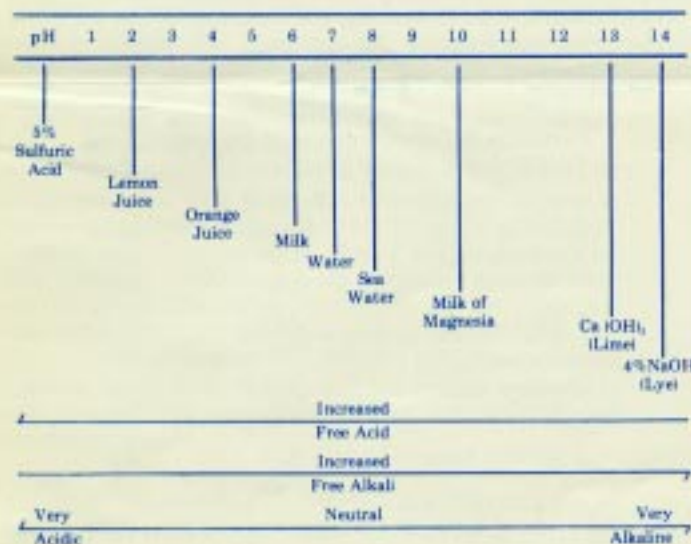 pH 1 2 3 4 5 6 7 8 9 10 11 12 13 14
5%
Sulfuric
Acid
Lemon
Juice
Orange
Juice
Milk
Water
Sea
Water
Milk of
Magnesia
Ca (OH)₂
(Lime)
4% NaOH
(Lye)
Increased
Free Acid
Increased
Free Alkali
Very Neutral Very
Acidic Alkaline